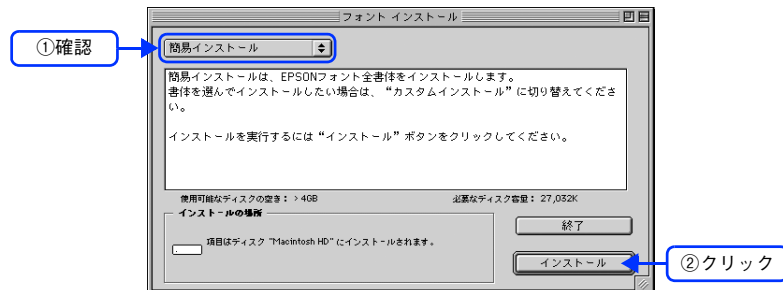 フォント インストール
①確認
簡易インストール
簡易インストールは、EPSONフォント全書体をインストールします。
書体を選んでインストールしたい場合は、“カスタムインストール”に切り替えてくださ
い。
インストールを実行するには“インストール”ボタンをクリックしてください。
使用可能なディスクの空き：＞4GB
必要なディスク容量： 27,032K
インストールの場所
項目はディスク “Macintosh HD” にインストールされます。
終了
インストール
②クリック